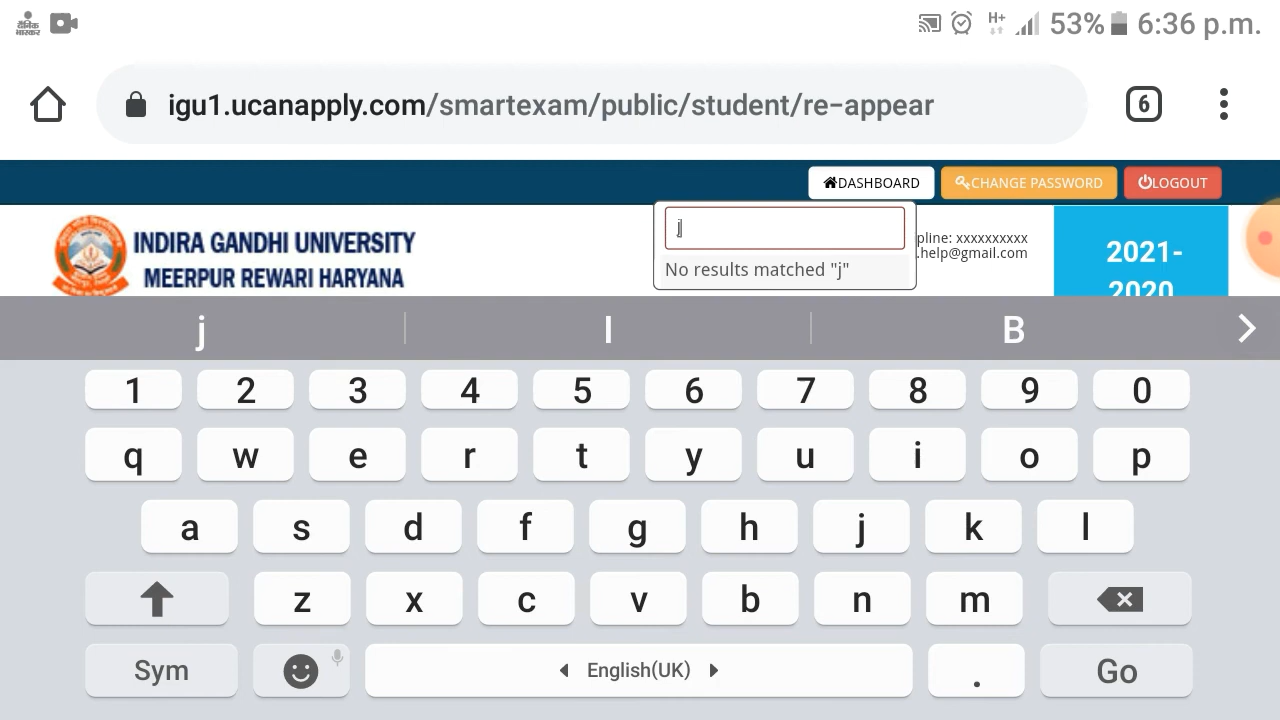 दैनिक
भास्कर
H+ 53% 6:36 p.m.
igu1.ucanapply.com/smartexam/public/student/re-appear
6
DASHBOARD CHANGE PASSWORD LOGOUT
INDIRA GANDHI UNIVERSITY
MEERPUR REWARI HARYANA
j
No results matched "j"
pline: xxxxxxxxxx
.help@gmail.com
2021-
2020
j I B
1 2 3 4 5 6 7 8 9 0
q w e r t y u i o p
a s d f g h j k l
z x c v b n m
Sym English(UK) . Go